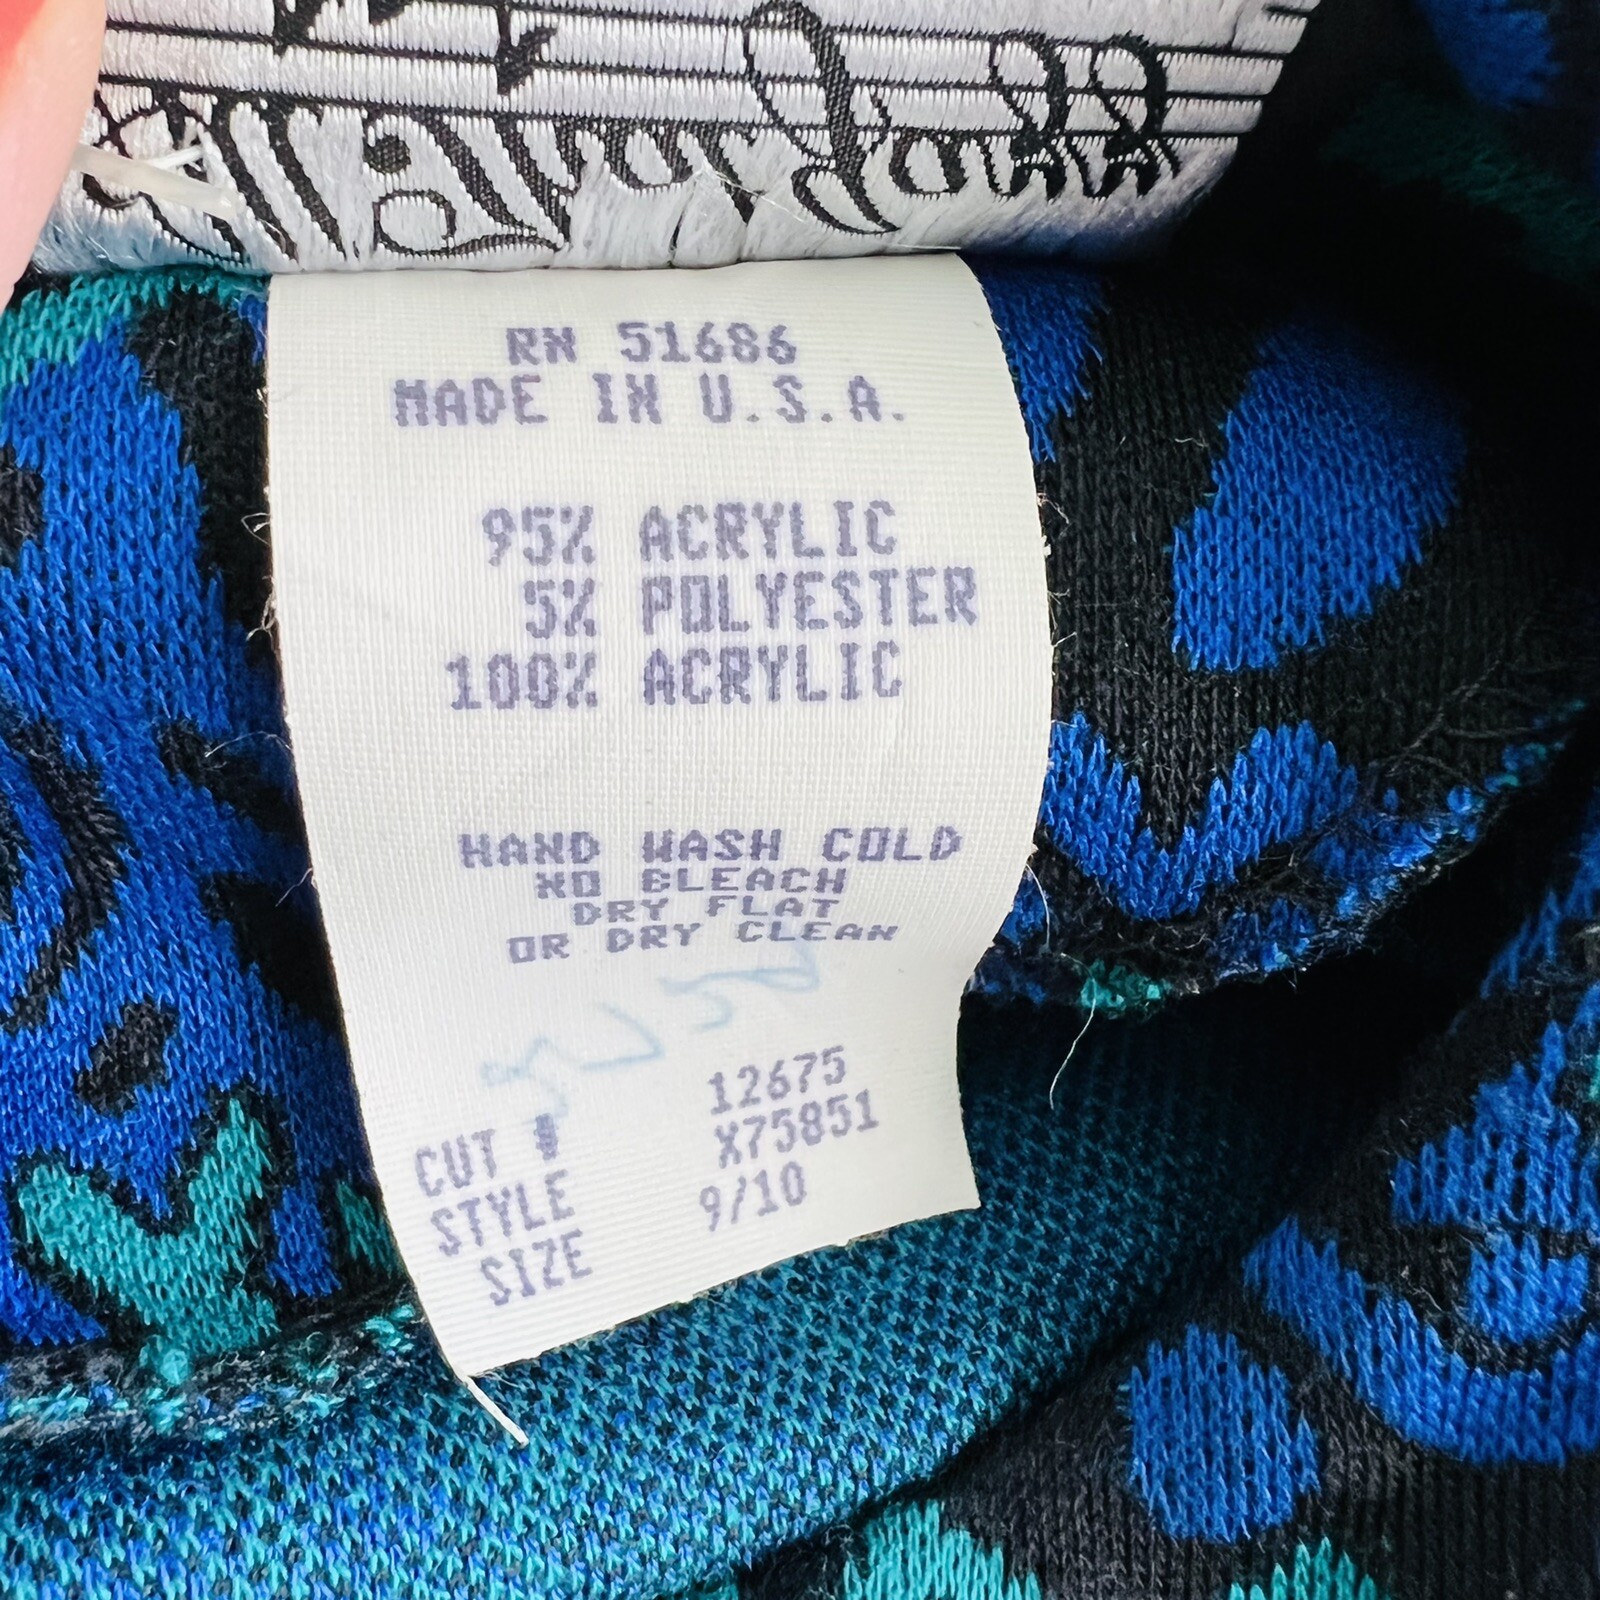 RN 51686
MADE IN U.S.A.
95% ACRYLIC
5% POLYESTER
100% ACRYLIC
HAND WASH COLD
NO BLEACH
DRY FLAT
OR DRY CLEAN
CUT # 12675
STYLE X75851
SIZE 9/10